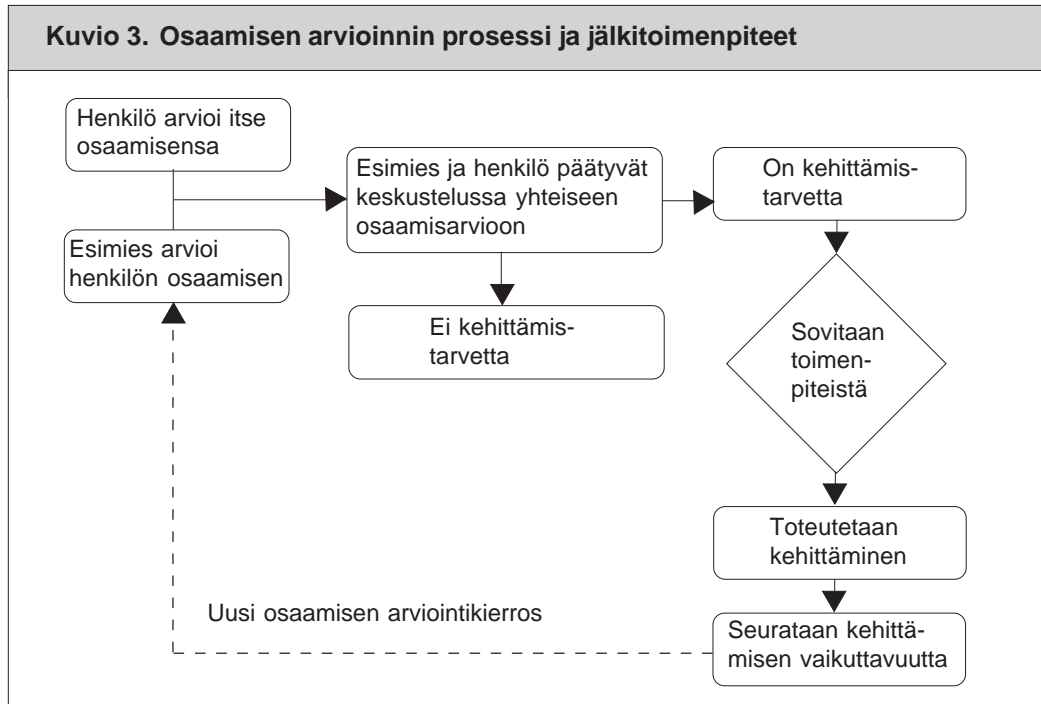 Kuvio 3. Osaamisen arvioinnin prosessi ja jälkitoimenpiteet
Henkilö arvioi itse
osaamisensa
Esimies arvioi
henkilön osaamisen
Esimies ja henkilö päätyvät
keskustelussa yhteiseen
osaamisarvioon
Ei kehittämis-
tarvetta
On kehittämis-
tarvetta
Sovitaan
toimen-
piteistä
Toteutetaan
kehittäminen
Seurataan kehittä-
misen vaikuttavuutta
Uusi osaamisen arviointikierros